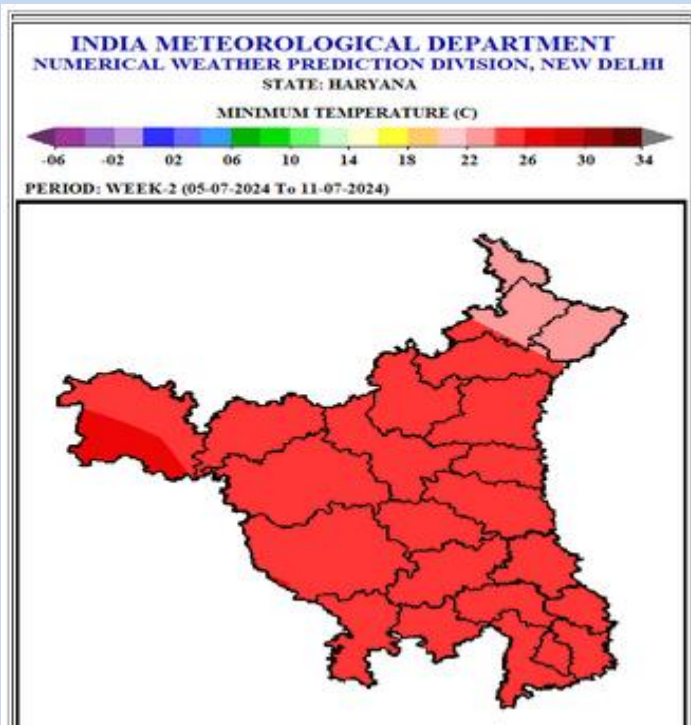 INDIA METEOROLOGICAL DEPARTMENT
NUMERICAL WEATHER PREDICTION DIVISION, NEW DELHI
STATE: HARYANA
MINIMUM TEMPERATURE (C)
-06 -02 02 06 10 14 18 22 26 30 34
PERIOD: WEEK-2 (05-07-2024 To 11-07-2024)